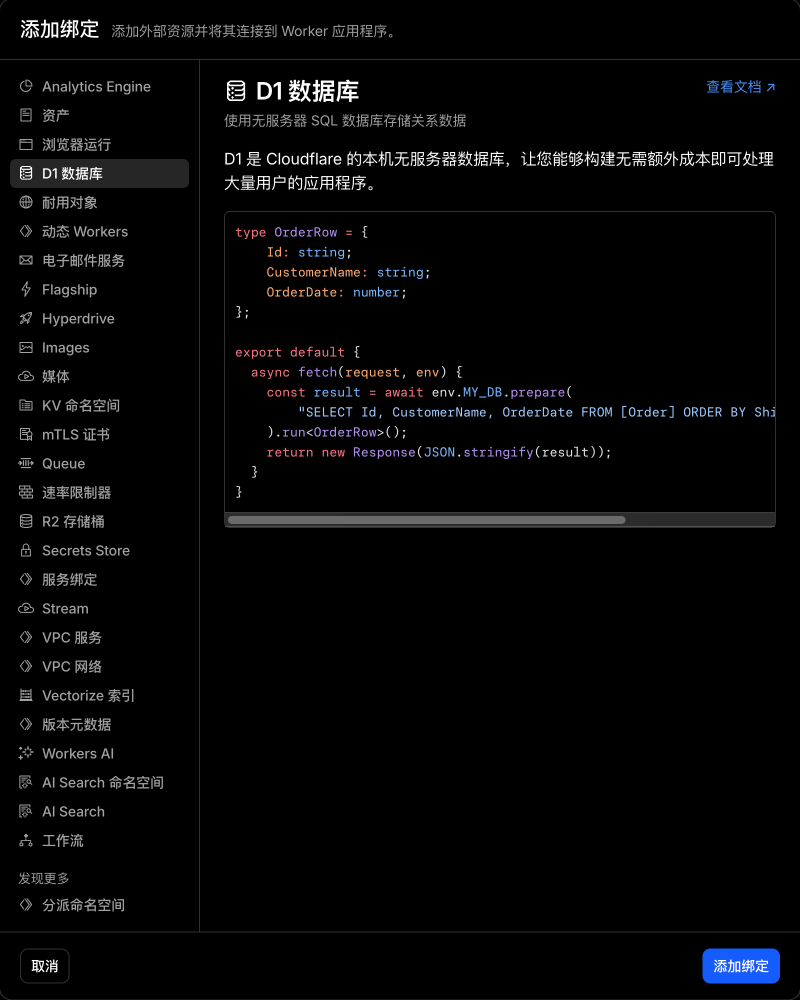 添加绑定 添加外部资源并将其连接到 Worker 应用程序。
Analytics Engine
资产
浏览器运行
D1 数据库
耐用对象
动态 Workers
电子邮件服务
Flagship
Hyperdrive
Images
媒体
KV 命名空间
mTLS 证书
Queue
速率限制器
R2 存储桶
Secrets Store
服务绑定
Stream
VPC 服务
VPC 网络
Vectorize 索引
版本元数据
Workers AI
AI Search 命名空间
AI Search
工作流
发现更多
分派命名空间
D1 数据库
查看文档
使用无服务器 SQL 数据库存储关系数据
D1 是 Cloudflare 的本机无服务器数据库，让您能够构建无需额外成本即可处理
大量用户的应用程序。
type OrderRow = {
    Id: string;
    CustomerName: string;
    OrderDate: number;
};
export default {
  async fetch(request, env) {
    const result = await env.MY_DB.prepare(
        "SELECT Id, CustomerName, OrderDate FROM [Order] ORDER BY Shi
    ).run<OrderRow>();
    return new Response(JSON.stringify(result));
  }
}
取消
添加绑定